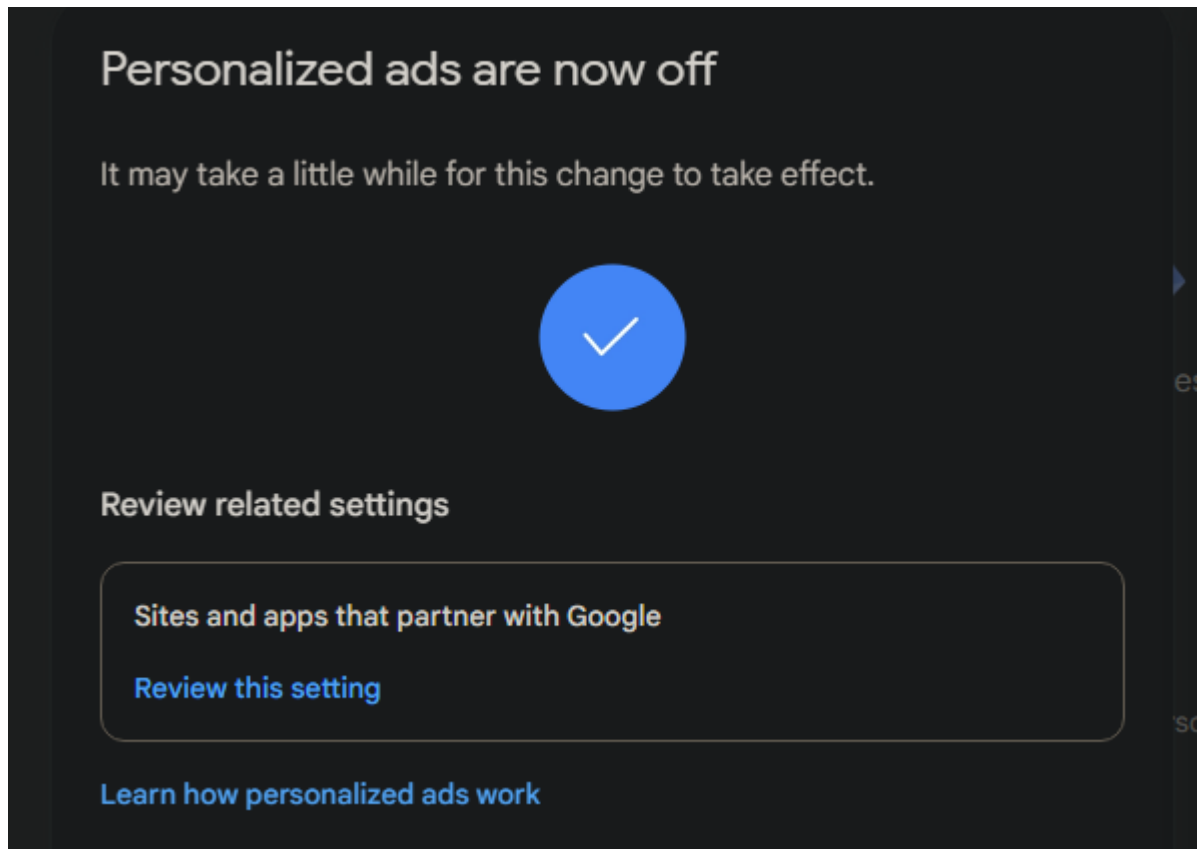 Personalized ads are now off
It may take a little while for this change to take effect.
Review related settings
Sites and apps that partner with Google
Review this setting
Learn how personalized ads work